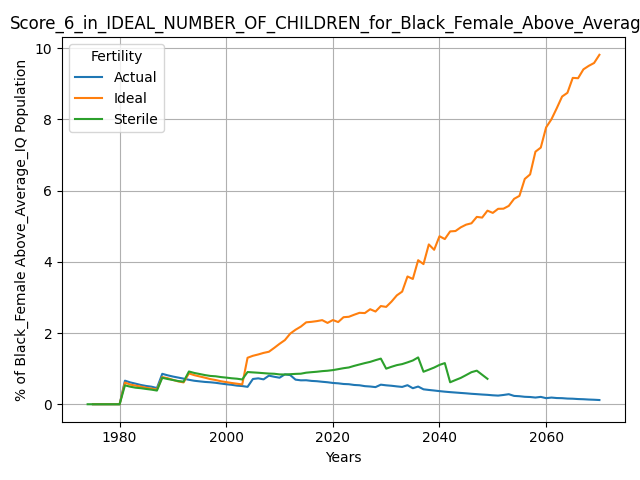 Score_6_in_IDEAL_NUMBER_OF_CHILDREN_for_Black_Female_Above_Averag
% of Black_Female Above_Average_IQ Population
10
8
6
4
2
0
Fertility
Actual
Ideal
Sterile
1980 2000 2020 2040 2060
Years